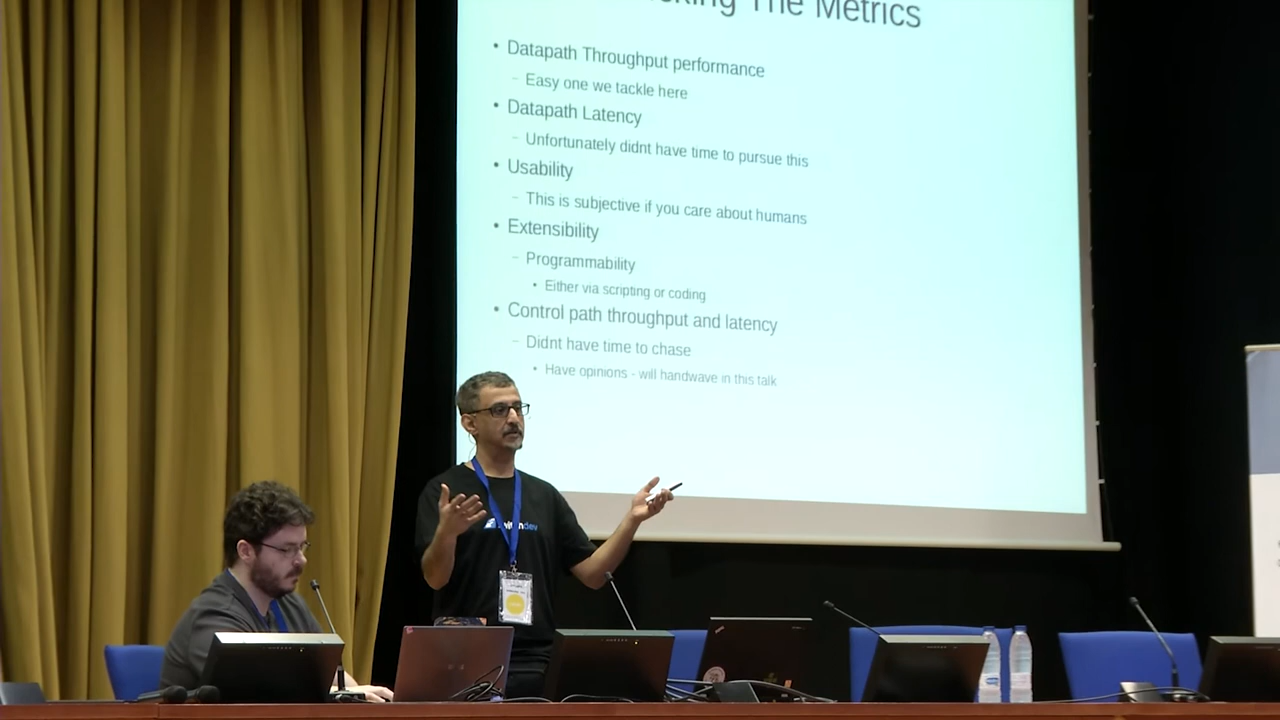 The Metrics
• Datapath Throughput performance
– Easy one we tackle here
• Datapath Latency
– Unfortunately didnt have time to pursue this
• Usability
– This is subjective if you care about humans
• Extensibility
– Programmability
• Either via scripting or coding
• Control path throughput and latency
– Didnt have time to chase
• Have opinions - will handwave in this talk